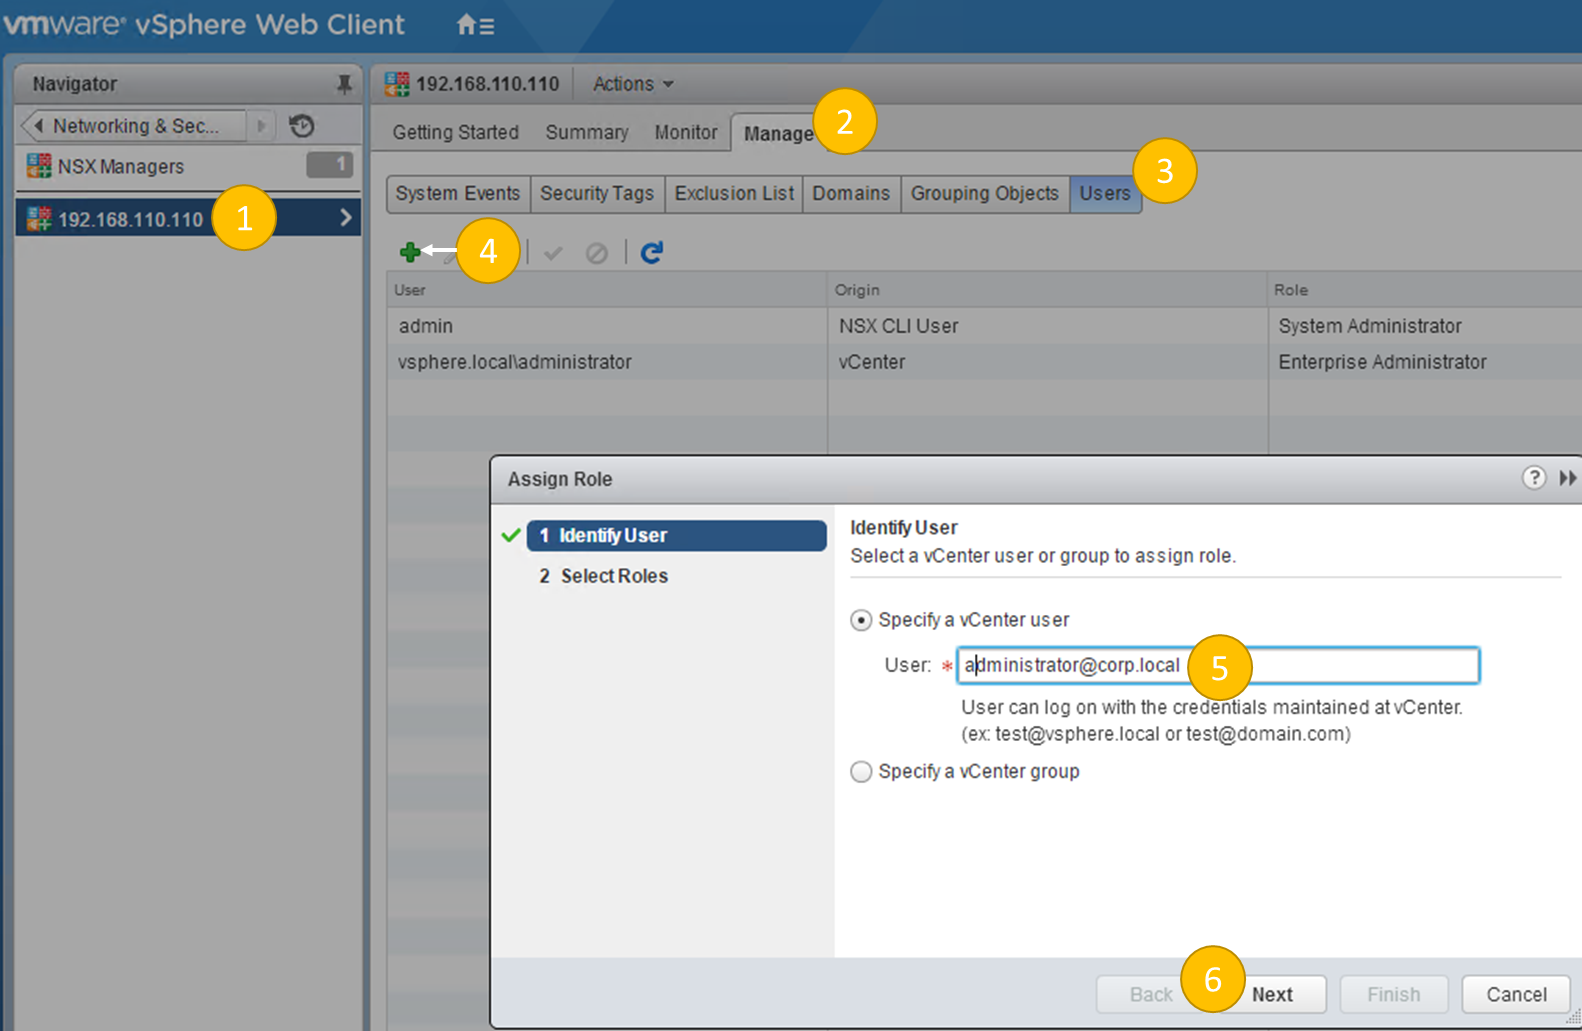 vmware® vSphere Web Client
Navigator
Networking & Sec...
NSX Managers 1
192.168.110.110 1
192.168.110.110 Actions
Getting Started Summary Monitor Manage 2
System Events Security Tags Exclusion List Domains Grouping Objects Users 3
4
User Origin Role
admin NSX CLI User System Administrator
vsphere.local\administrator vCenter Enterprise Administrator
Assign Role ?
1 Identify User
2 Select Roles
Identify User
Select a vCenter user or group to assign role.
Specify a vCenter user
User: * administrator@corp.local 5
User can log on with the credentials maintained at vCenter.
(ex: test@vsphere.local or test@domain.com)
Specify a vCenter group
Back 6 Next Finish Cancel